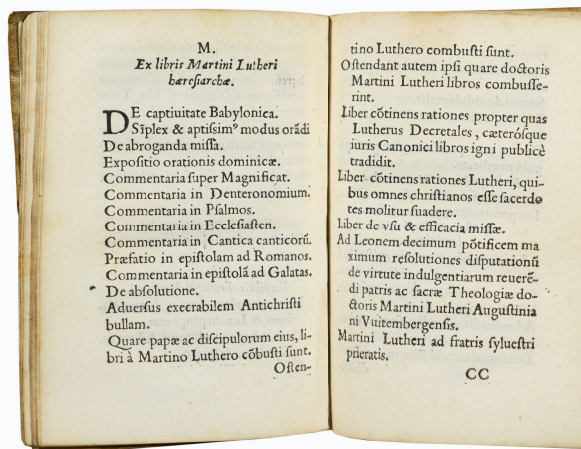 M.
Ex libris Martini Lutheri
hæresiarchæ.
DE captiuitate Babylonica.
Sĩplex & aptiſim⁹ modus orãdi
De abroganda miſſa.
Expoſitio orationis dominicæ.
Commentaria ſuper Magnificat.
Commentaria in Deuteronomium.
Commentaria in Pſalmos.
Commentaria in Eccleſiaſten.
Commentaria in Cantica canticorũ.
Præfatio in epiſtolam ad Romanos.
Commentaria in epiſtolã ad Galatas.
De abſolutione.
Aduerſus execrabilem Antichriſti
bullam.
Quare papæ ac diſcipulorum eius, li-
bri à Martino Luthero cõbuſti ſunt.
Oſten-
tino Luthero combuſti ſunt.
Oſtendant autem ipſi quare doctoris
Martini Lutheri libros combuſſe-
rint.
Liber cõtinens rationes propter quas
Lutherus Decretales, cæteróſque
iuris Canonici libros igni publicè
tradidit.
Liber cõtinens rationes Lutheri, qui-
bus omnes chriſtianos eſſe ſacerdo
tes molitur ſuadere.
Liber de vſu & efficacia miſſæ.
Ad Leonem decimum põtificem ma
ximum reſolutiones diſputationũ
de virtute indulgentiarum reuerẽ-
di patris ac ſacræ Theologiæ do-
ctoris Martini Lutheri Auguſtinia
ni Vuitembergenſis.
Martini Lutheri ad fratris ſylueſtri
prieratis.
CC